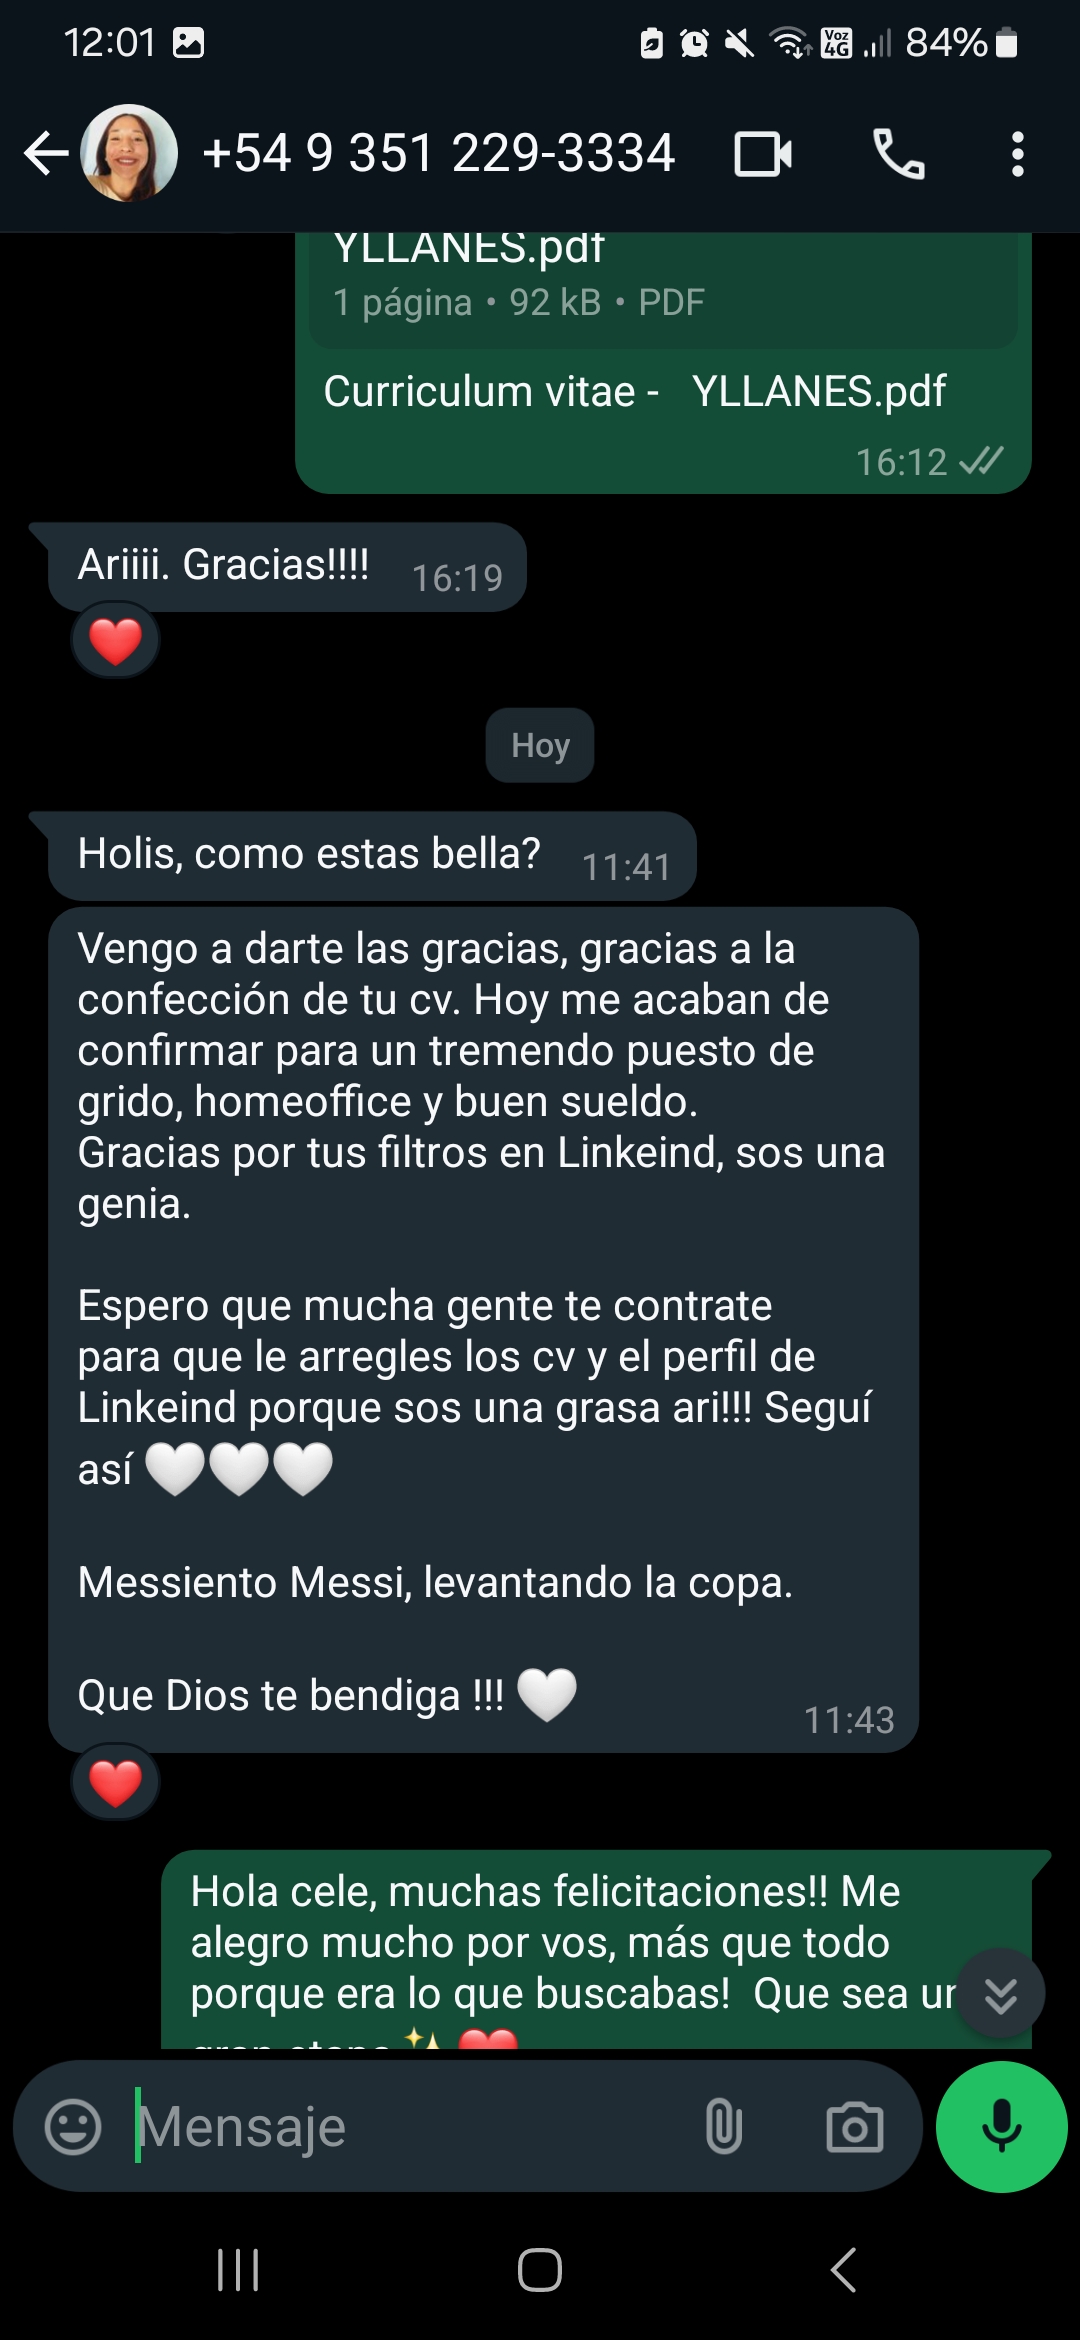 12:01 Voz 4G 84%
+54 9 351 229-3334
YLLANES.pdf
1 página • 92 kB • PDF
Curriculum vitae - YLLANES.pdf
16:12
Ariiii. Gracias!!!! 16:19
❤️
Hoy
Holis, como estas bella? 11:41
Vengo a darte las gracias, gracias a la
confección de tu cv. Hoy me acaban de
confirmar para un tremendo puesto de
grido, homeoffice y buen sueldo.
Gracias por tus filtros en Linkeind, sos una
genia.
Espero que mucha gente te contrate
para que le arregles los cv y el perfil de
Linkeind porque sos una grasa ari!!! Seguí
así 🤍🤍🤍
Messiento Messi, levantando la copa.
Que Dios te bendiga !!! 🤍
11:43
❤️
Hola cele, muchas felicitaciones!! Me
alegro mucho por vos, más que todo
porque era lo que buscabas! Que sea
Mensaje